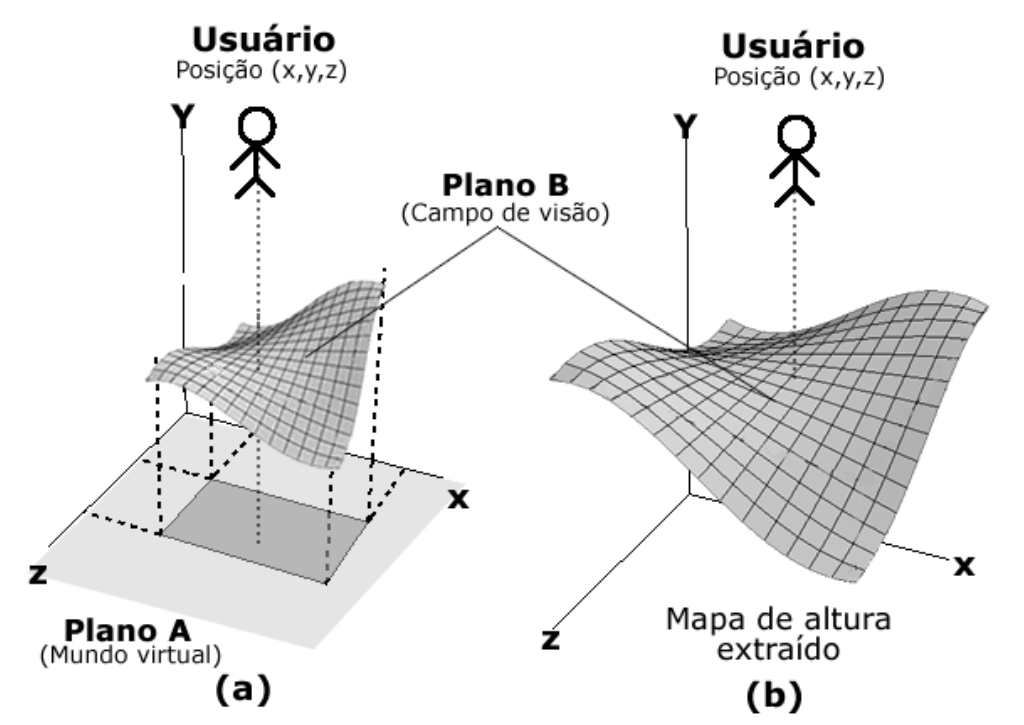 Usuário
Posição (x,y,z)
Y
Plano B
(Campo de visão)
x
z
Plano A
(Mundo virtual)
(a)
Usuário
Posição (x,y,z)
Y
x
z
Mapa de altura
extraído
(b)